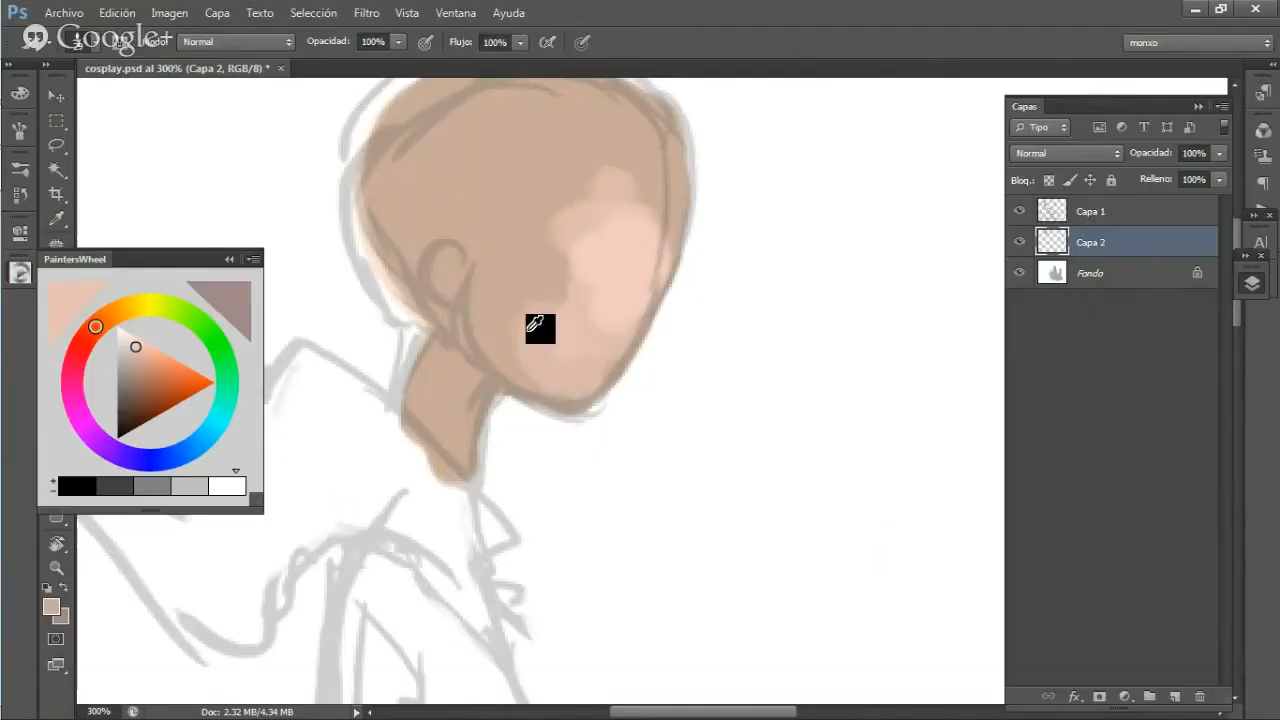 Ps Archivo Edición Imagen Capa Texto Selección Filtro Vista Ventana Ayuda
Google+ Modo: Normal Opacidad: 100% Flujo: 100% monxo
cosplay.psd al 300% (Capa 2, RGB/8) * ×
Capas
Tipo
Normal Opacidad: 100%
Bloq.: Relleno: 100%
Capa 1
Capa 2
Fondo
PaintersWheel
300% Doc: 2.32 MB/4.34 MB